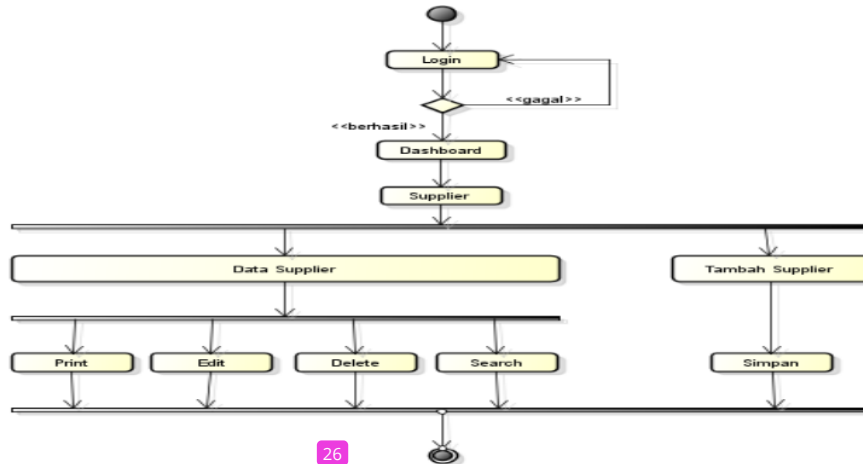 Login
<<gagal>>
<<berhasil>>
Dashboard
Supplier
Data Supplier
Tambah Supplier
Print
Edit
Delete
Search
Simpan
26